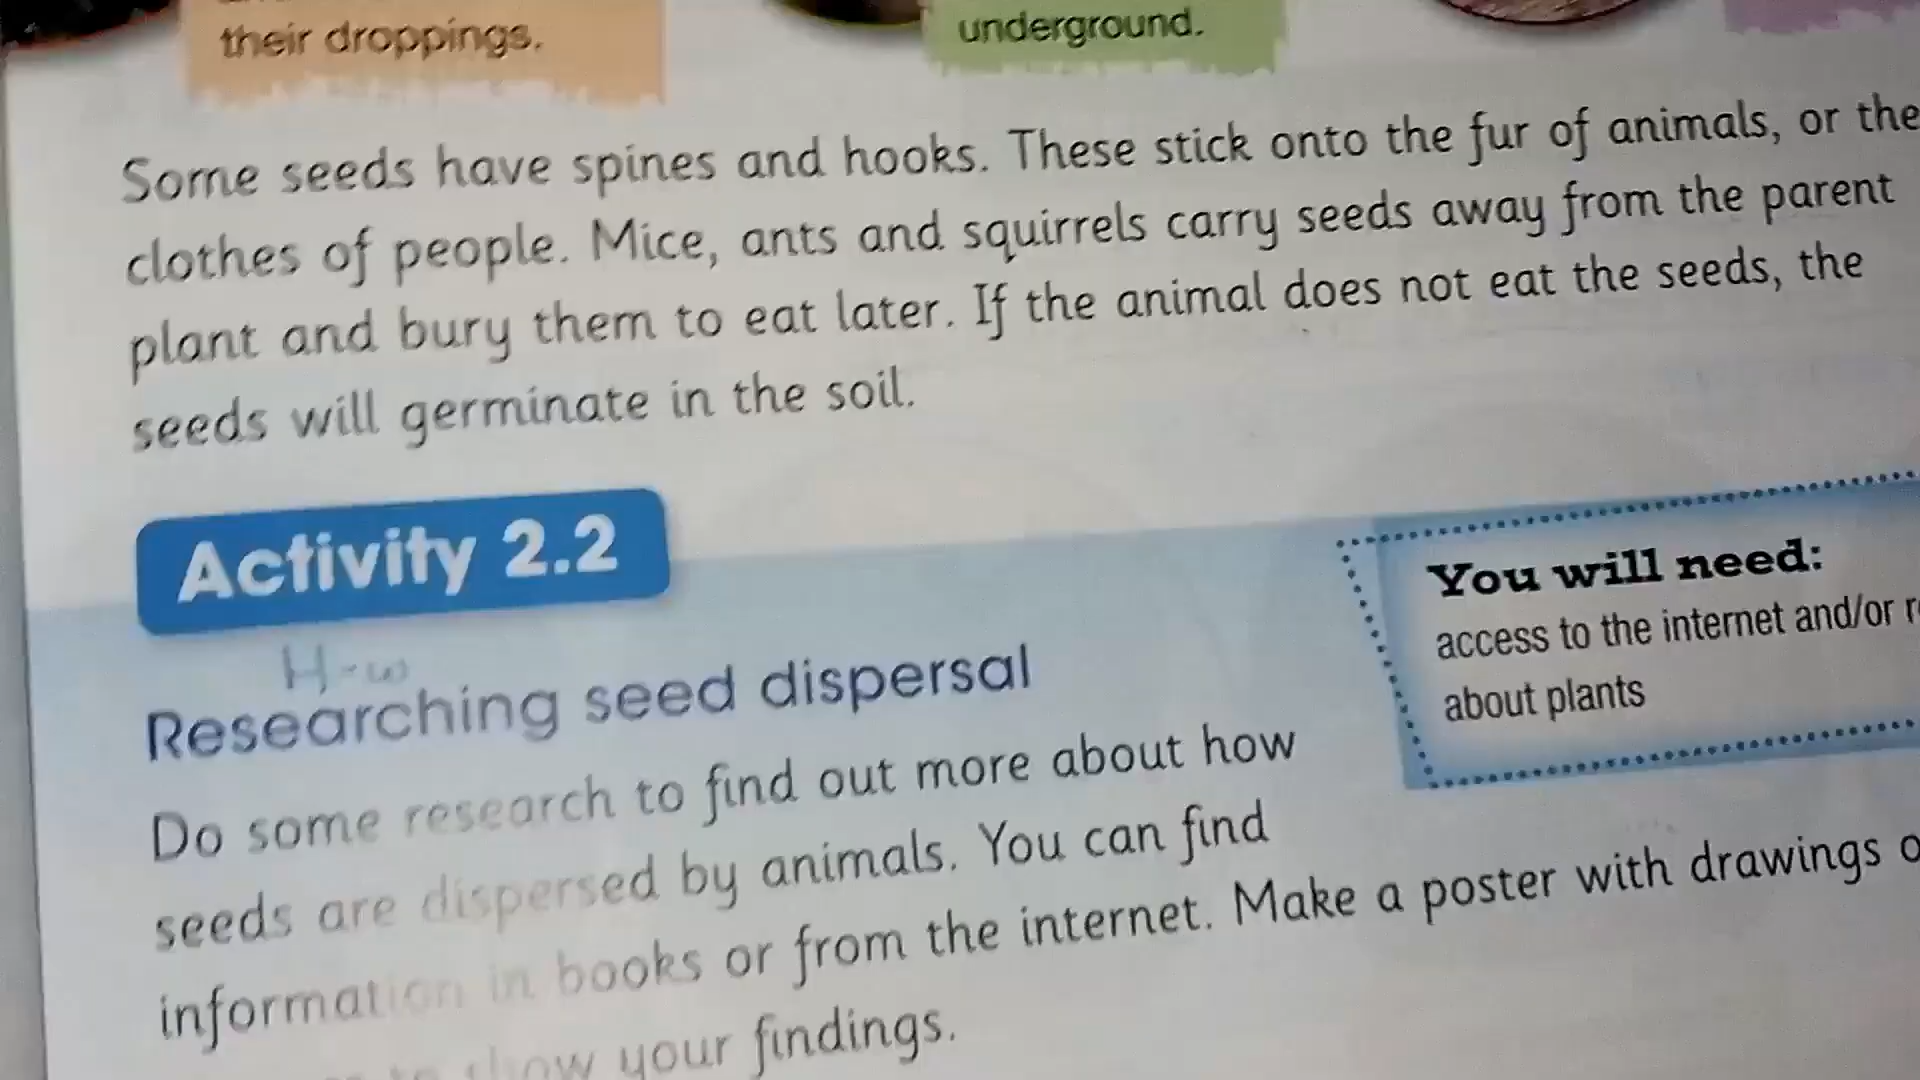 their droppings.
underground.
Some seeds have spines and hooks. These stick onto the fur of animals, or the
clothes of people. Mice, ants and squirrels carry seeds away from the parent
plant and bury them to eat later. If the animal does not eat the seeds, the
seeds will germinate in the soil.
Activity 2.2
H-w
Researching seed dispersal
Do some research to find out more about how
seeds are dispersed by animals. You can find
information in books or from the internet. Make a poster with drawings
show your findings.
You will need:
access to the internet and/or
about plants